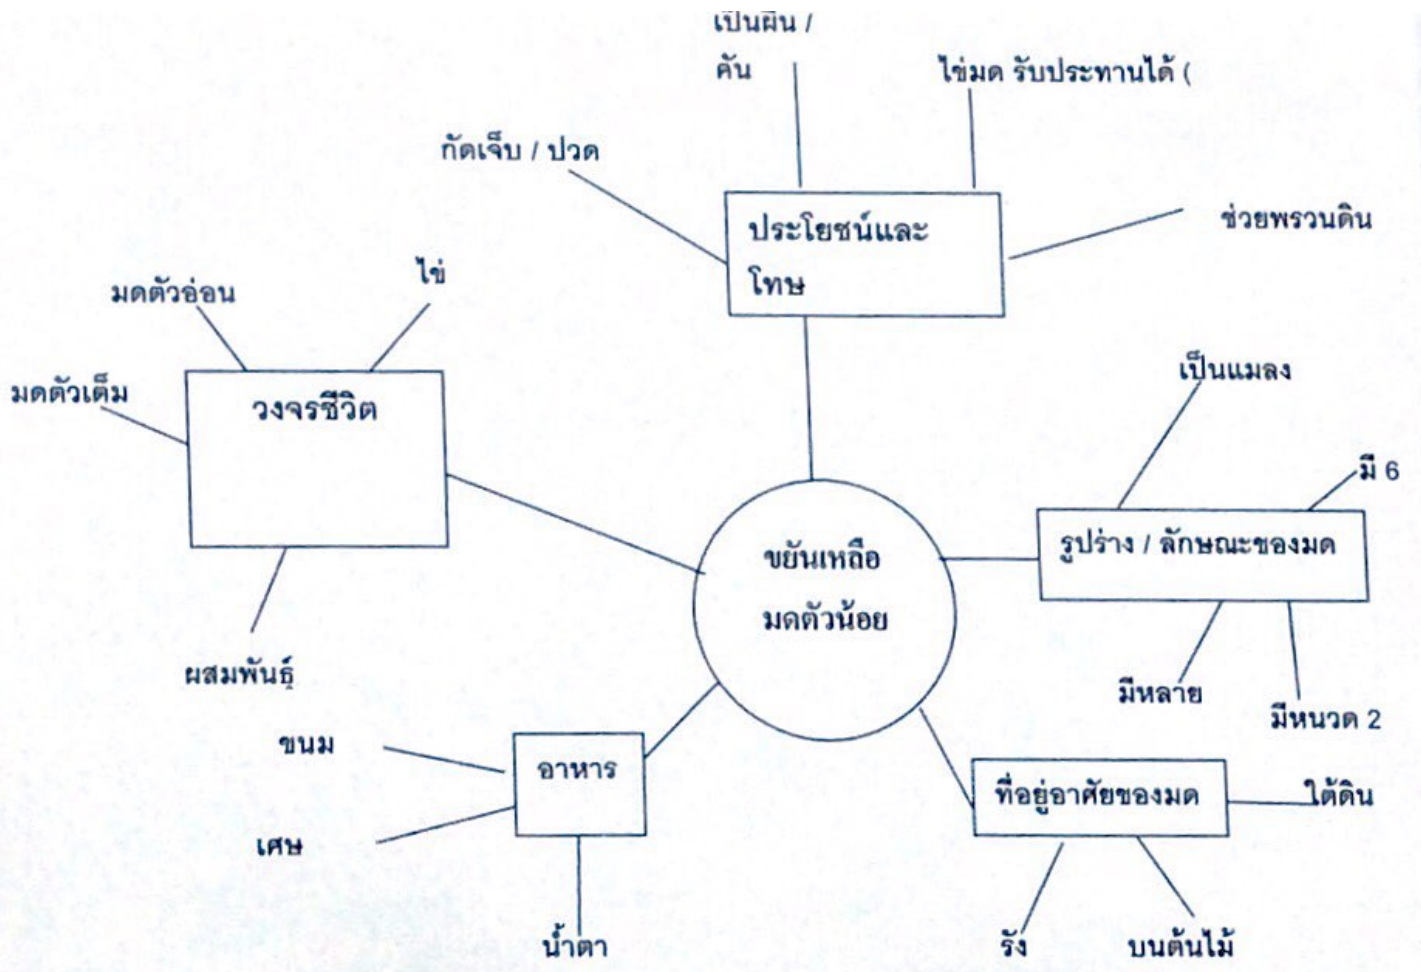 เป็นผื่น /
คัน
ไข่มด รับประทานได้ (
กัดเจ็บ / ปวด
ประโยชน์และ
โทษ
ช่วยพรวนดิน
ไข่
มดตัวอ่อน
มดตัวเต็ม
วงจรชีวิต
เป็นแมลง
มี 6
รูปร่าง / ลักษณะของมด
ขยันเหลือ
มดตัวน้อย
ผสมพันธุ์
มีหลาย
มีหนวด 2
ขนม
อาหาร
ที่อยู่อาศัยของมด
ใต้ดิน
เศษ
น้ำตา
รัง
บนต้นไม้